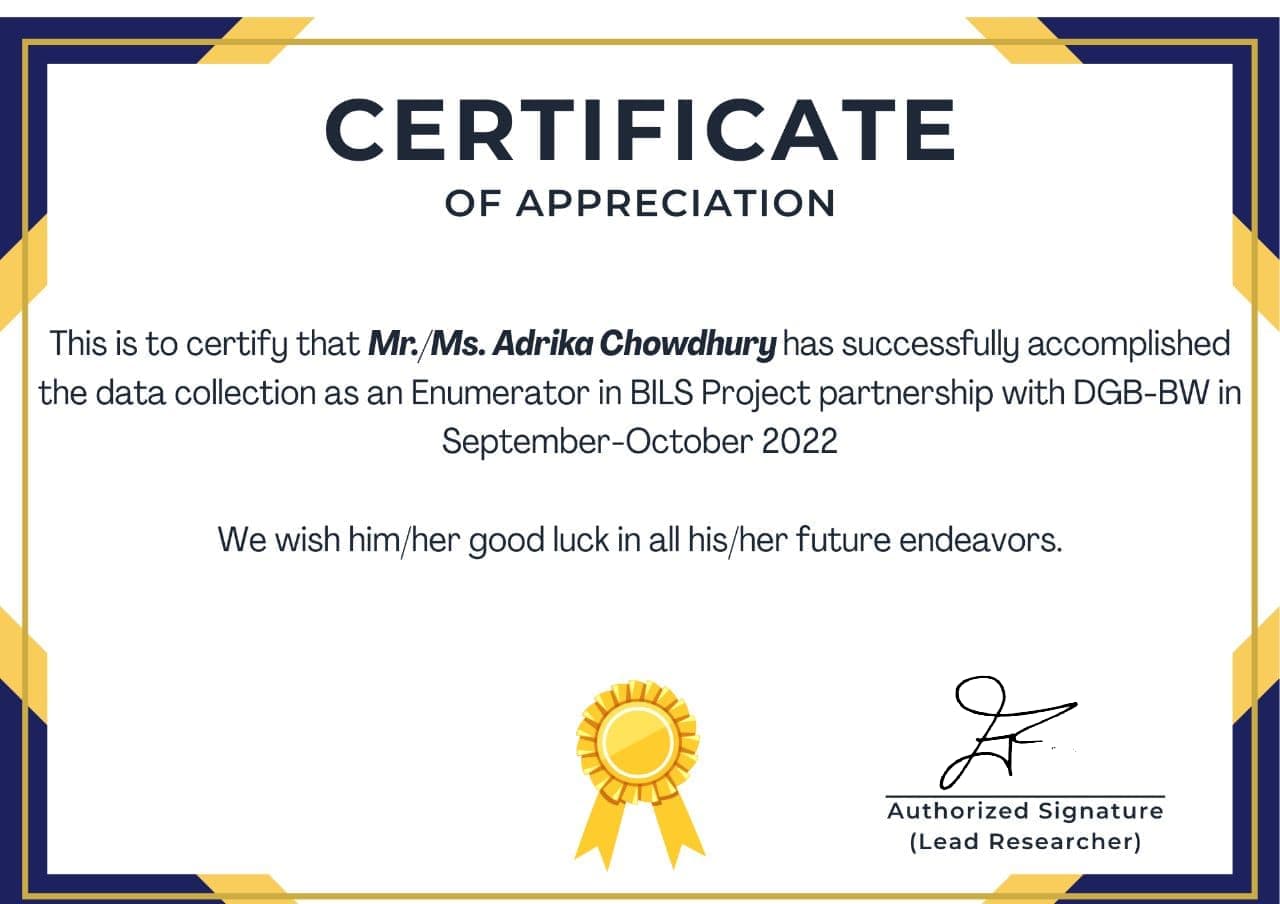 CERTIFICATE
OF APPRECIATION
This is to certify that Mr./Ms. Adrika Chowdhury has successfully accomplished
the data collection as an Enumerator in BILS Project partnership with DGB-BW in
September-October 2022
We wish him/her good luck in all his/her future endeavors.
Authorized Signature
(Lead Researcher)